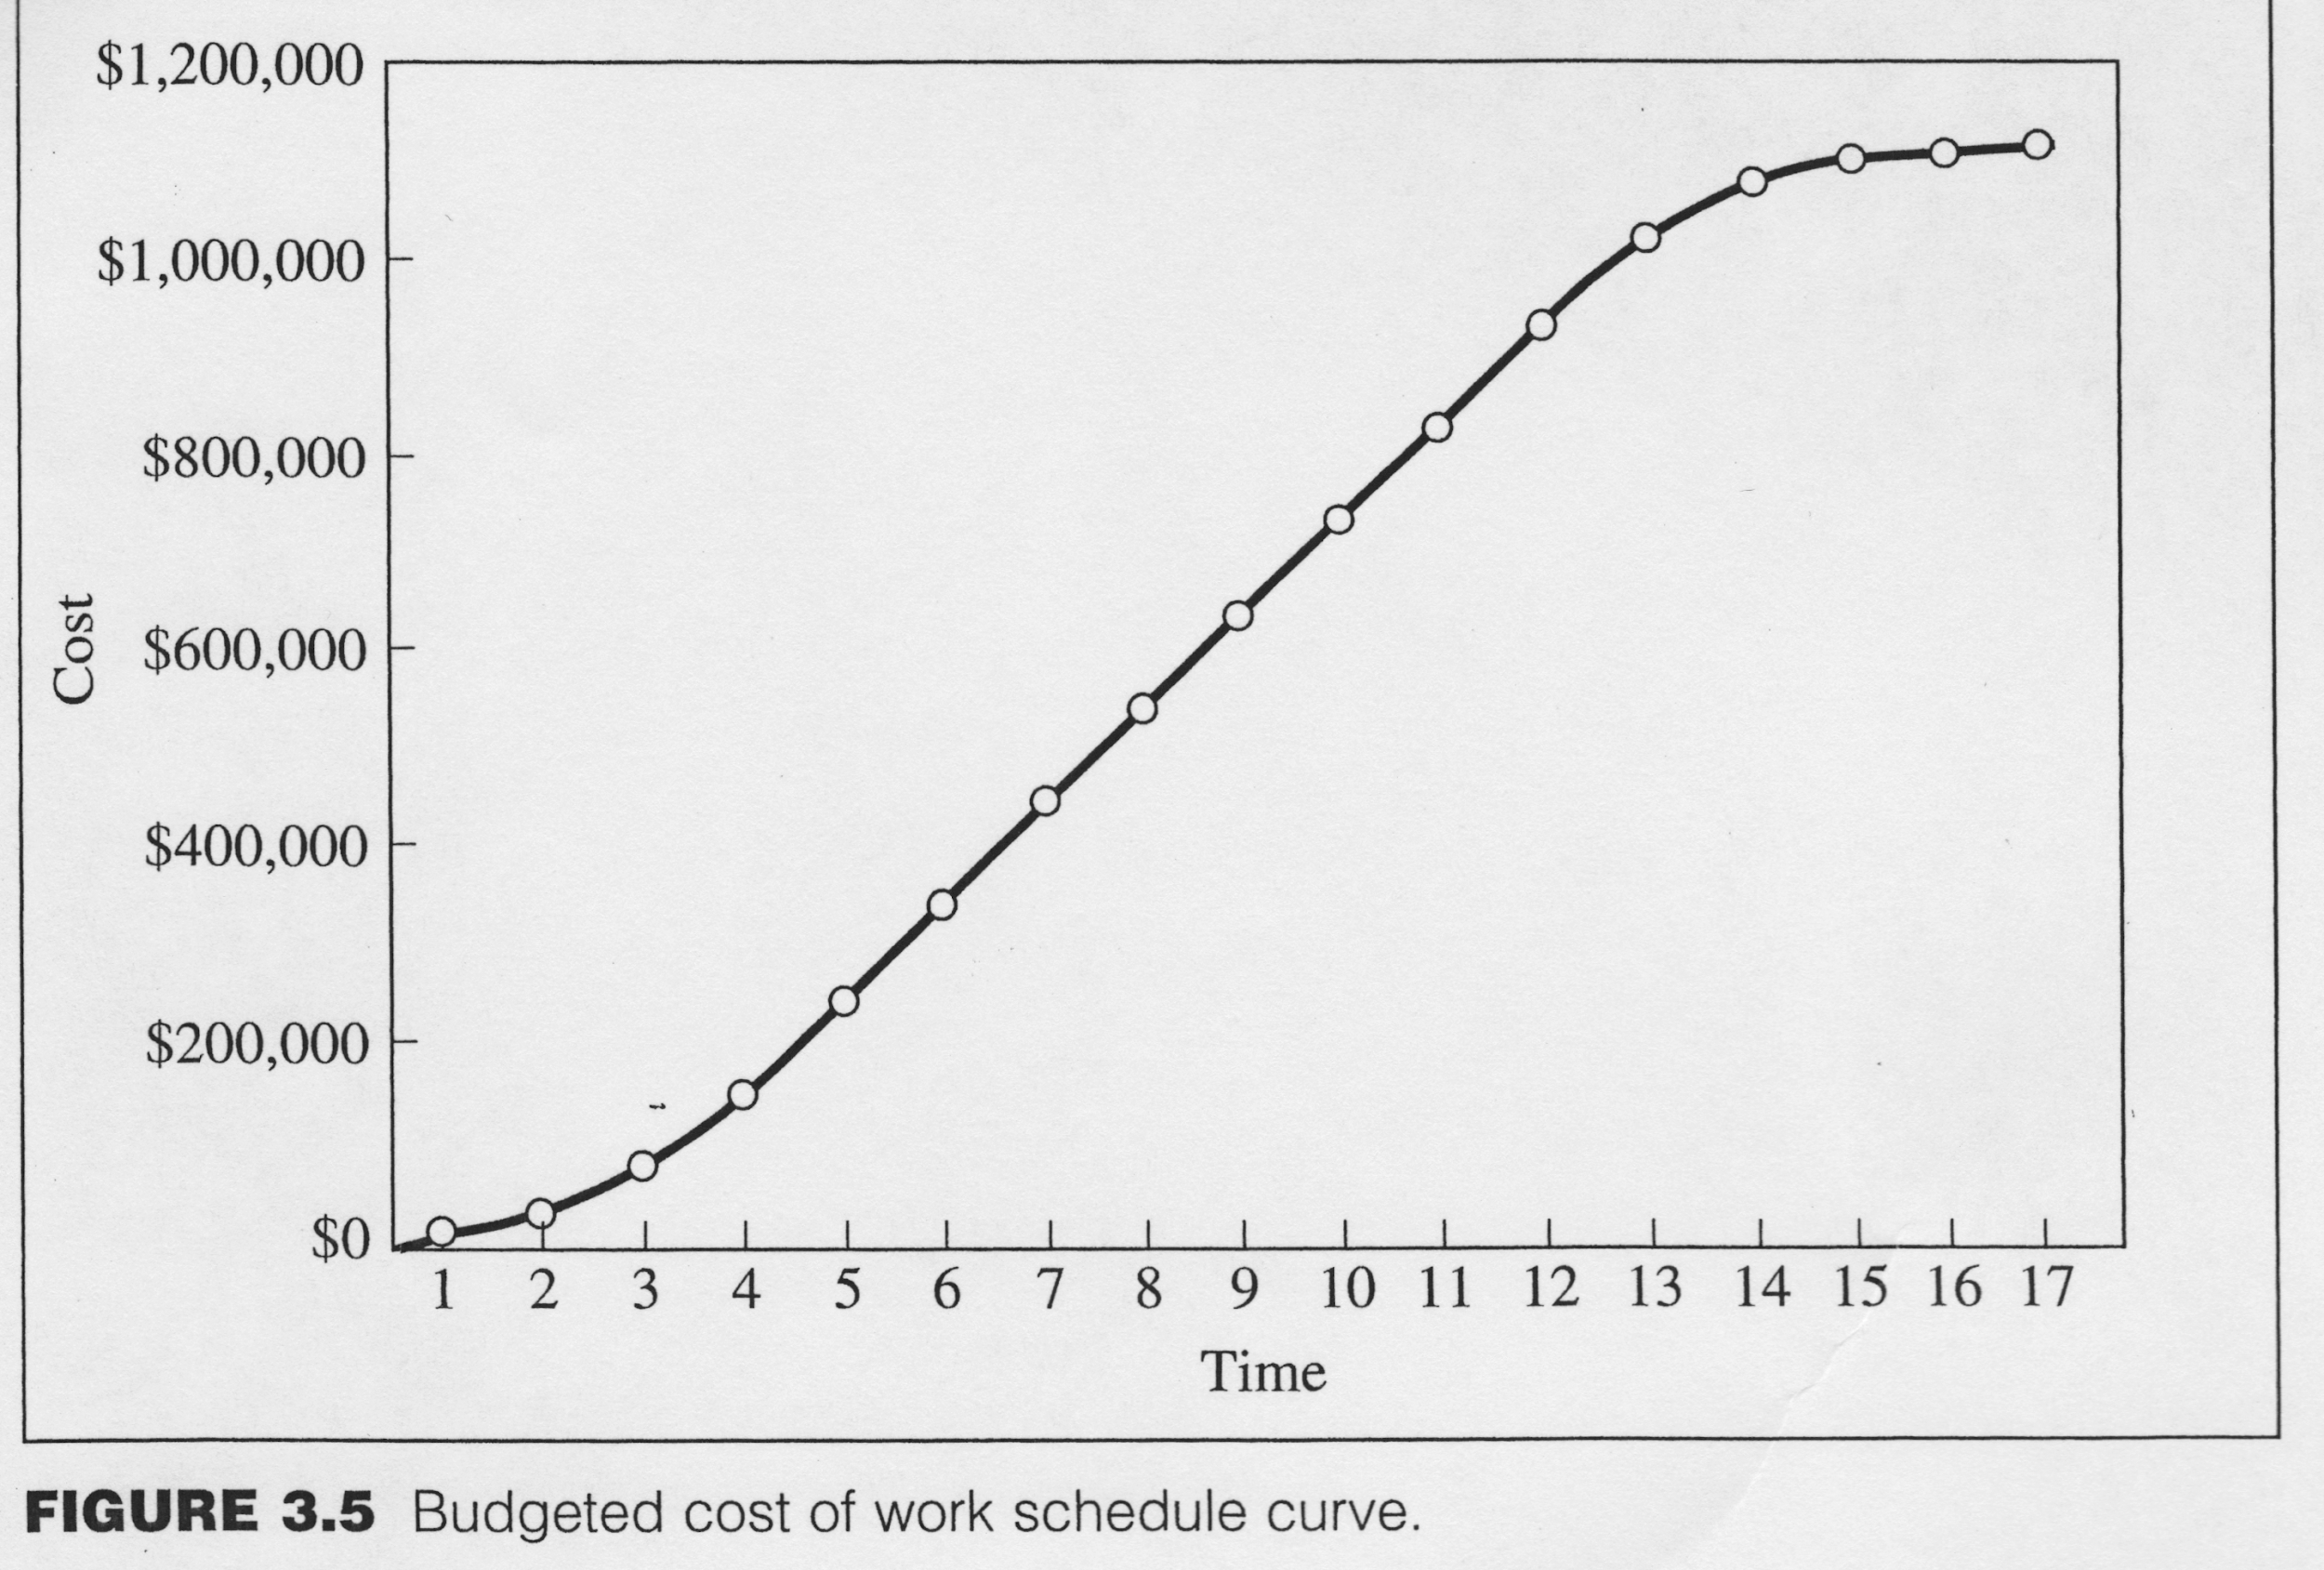 $1,200,000
$1,000,000
$800,000
$600,000
$400,000
$200,000
$0
Cost
1 2 3 4 5 6 7 8 9 10 11 12 13 14 15 16 17
Time
FIGURE 3.5 Budgeted cost of work schedule curve.